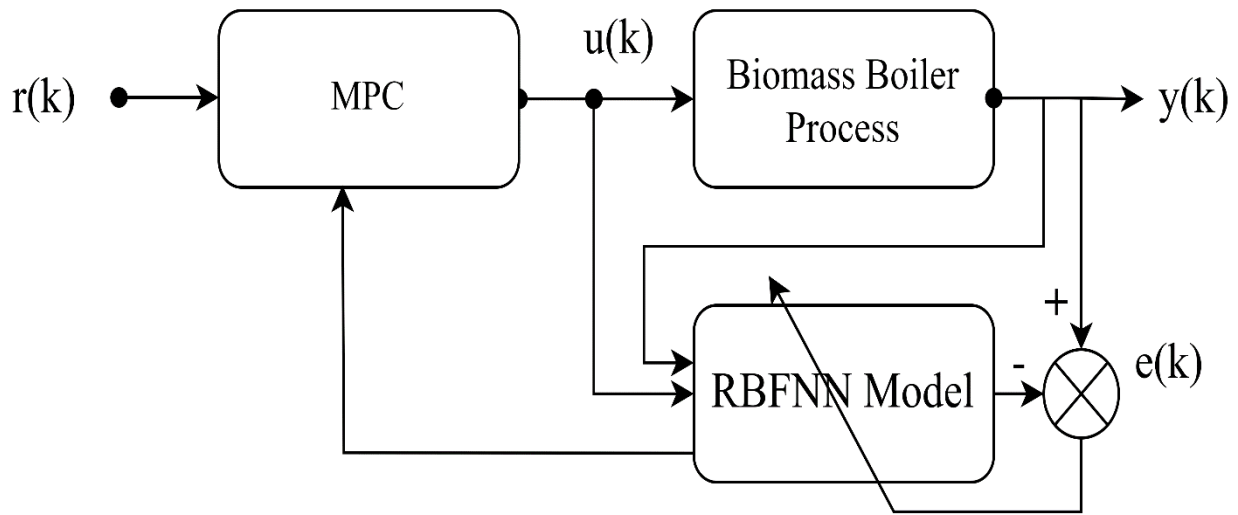 u(k)
r(k)
MPC
Biomass Boiler
Process
y(k)
+
-
e(k)
RBFNN Model